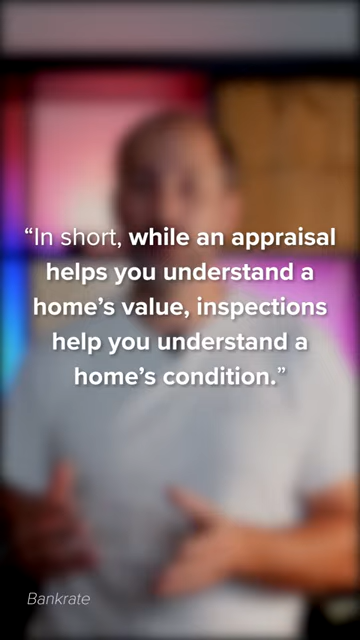 “In short, while an appraisal
helps you understand a
home’s value, inspections
help you understand a
home’s condition.”
Bankrate